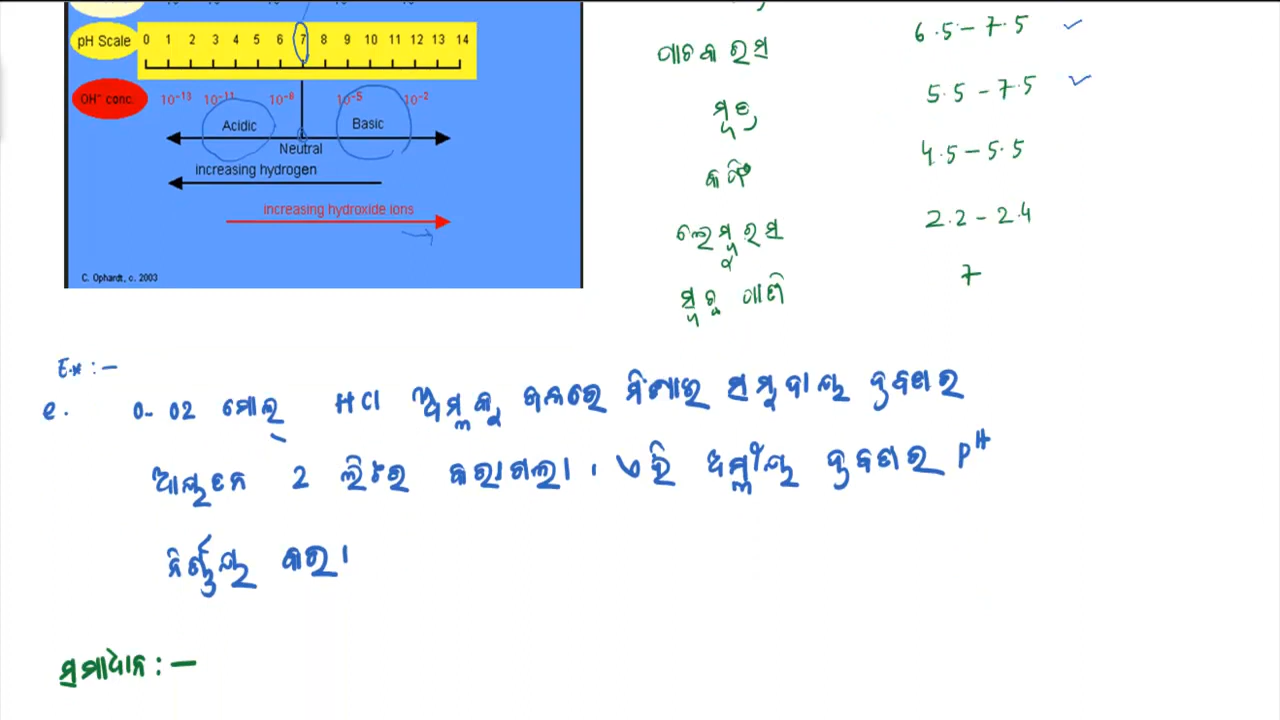 pH Scale 0 1 2 3 4 5 6 7 8 9 10 11 12 13 14
OH⁻ conc. 10⁻¹³ 10⁻¹¹ 10⁻⁸ 10⁻⁵ 10⁻²
Acidic Basic
Neutral
increasing hydrogen
increasing hydroxide ions
C. Ophardt, c. 2003
ପାଚକ ରସ 6.5 – 7.5
ମୂତ୍ର 5.5 – 7.5
କଫି 4.5 – 5.5
ଲେମ୍ବୁ ରସ 2.2 – 2.4
ଶୁଦ୍ଧ ପାଣି 7
Ex :-
0.02 ମୋଲ୍ HCl ଅମ୍ଳକୁ ଜଳରେ ମିଶାଇ ଦ୍ରବଣର
ଆୟତନ 2 ଲିଟର କରାଗଲା । ଏହି ଅମ୍ଳୀୟ ଦ୍ରବଣର pH
ନିର୍ଣ୍ଣୟ କର ।
ସମାଧାନ :-